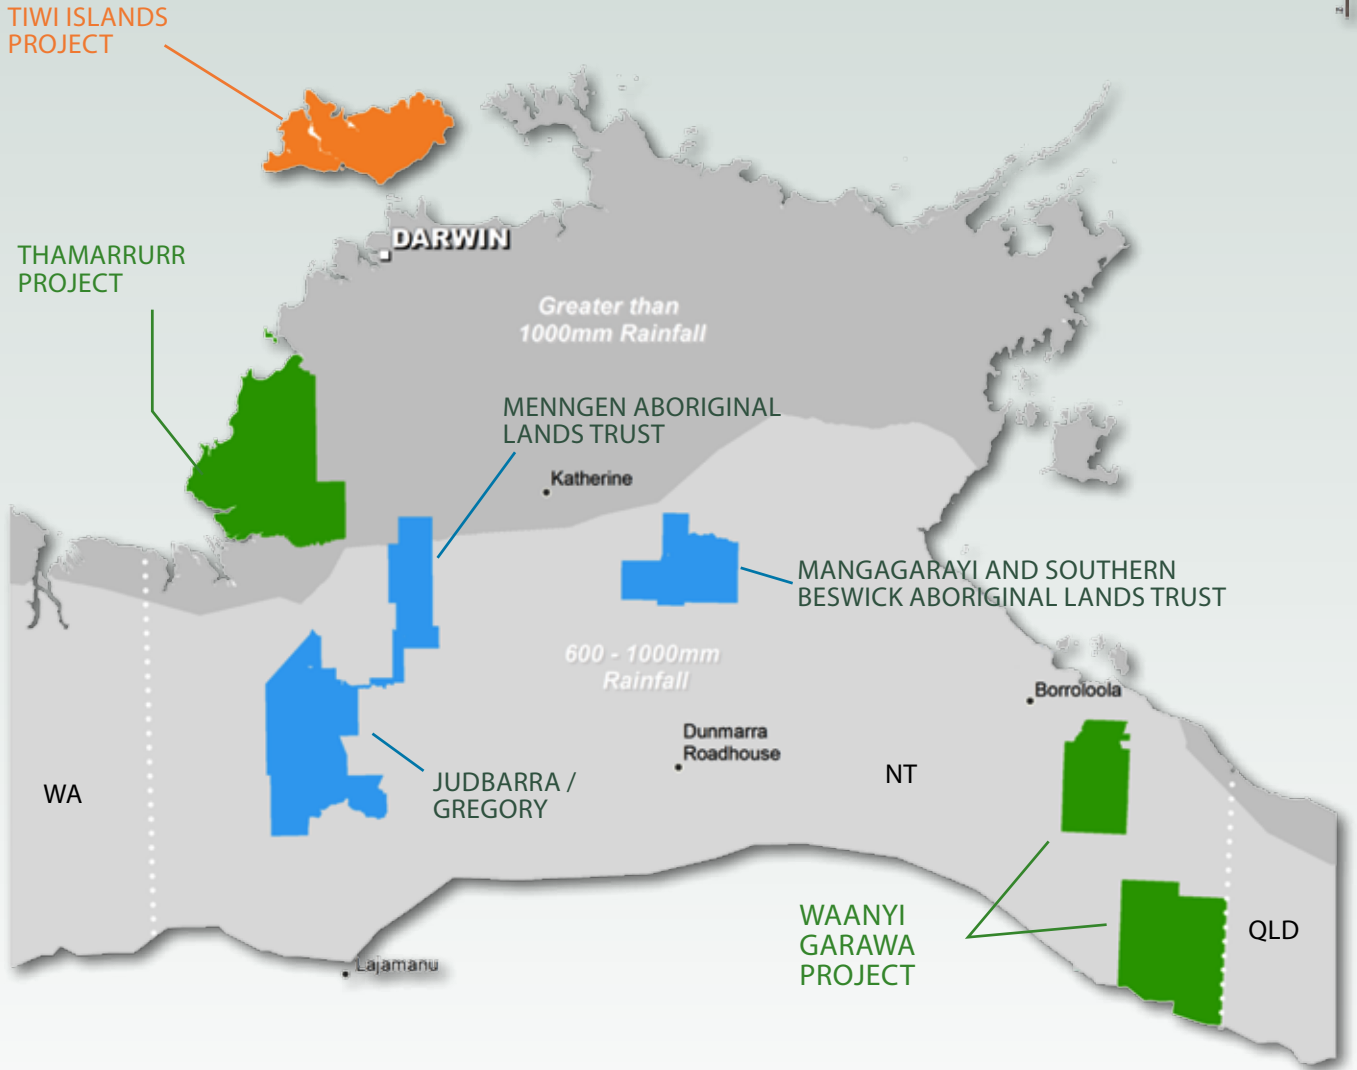 TIWI ISLANDS
PROJECT
DARWIN
THAMARRURR
PROJECT
Greater than
1000mm Rainfall
MENNGEN ABORIGINAL
LANDS TRUST
Katherine
MANGAGARAYI AND SOUTHERN
BESWICK ABORIGINAL LANDS TRUST
600 - 1000mm
Rainfall
Borroloola
Dunmarra
Roadhouse
NT
WA
JUDBARRA /
GREGORY
WAANYI
GARAWA
PROJECT
QLD
Lajamanu